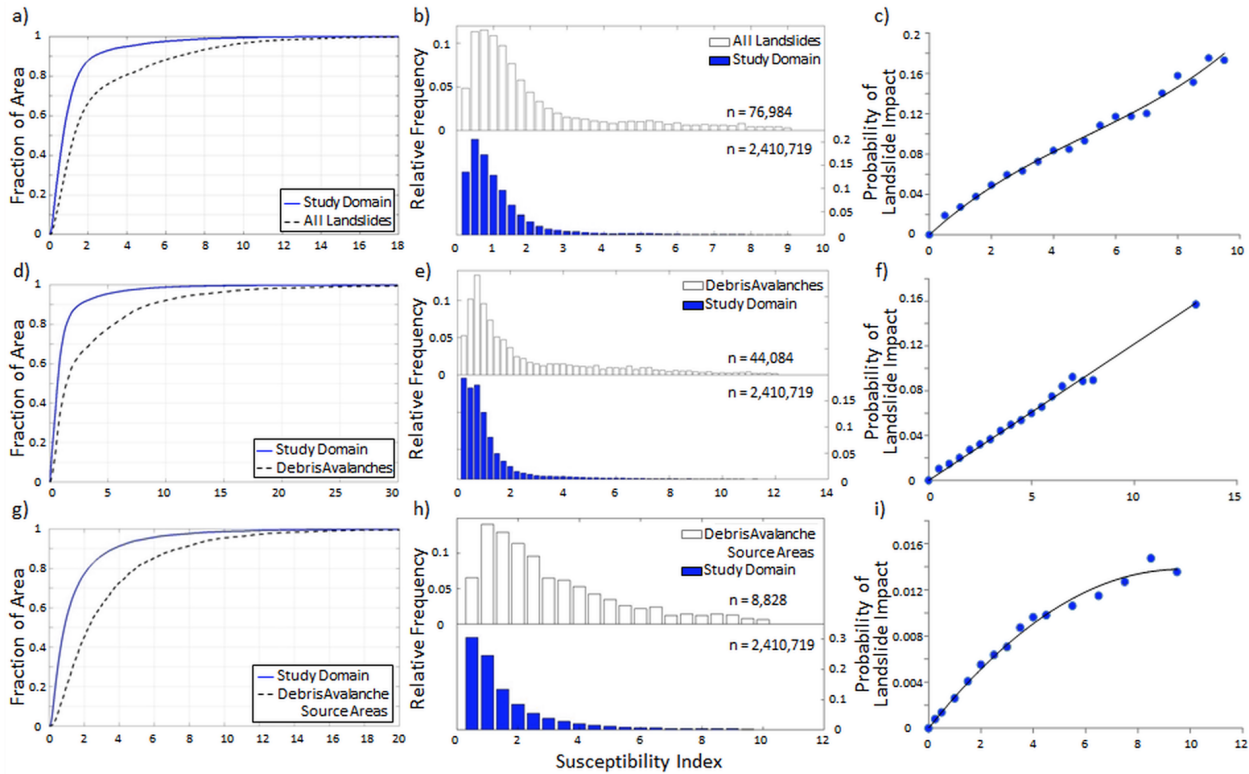 a)
Fraction of Area
1
0.8
0.6
0.4
0.2
0
0 2 4 6 8 10 12 14 16 18
Study Domain
All Landslides
b)
Relative Frequency
0.1
0.05
0
All Landslides
Study Domain
n = 76,984
n = 2,410,719
0.2
0.15
0.1
0.05
0
0 1 2 3 4 5 6 7 8 9 10
c)
Probability of
Landslide Impact
0.2
0.16
0.12
0.08
0.04
0
0 2 4 6 8 10
d)
Fraction of Area
1
0.8
0.6
0.4
0.2
0
0 5 10 15 20 25 30
Study Domain
DebrisAvalanches
e)
Relative Frequency
0.1
0.05
0
DebrisAvalanches
Study Domain
n = 44,084
n = 2,410,719
0.15
0.1
0.05
0
0 2 4 6 8 10 12 14
f)
Probability of
Landslide Impact
0.16
0.12
0.08
0.04
0
0 5 10 15
g)
Fraction of Area
1
0.8
0.6
0.4
0.2
0
0 2 4 6 8 10 12 14 16 18 20
Study Domain
DebrisAvalanche
Source Areas
h)
Relative Frequency
0.1
0.05
0
DebrisAvalanche
Source Areas
Study Domain
n = 8,828
n = 2,410,719
0.3
0.2
0.1
0
0 2 4 6 8 10 12
Susceptibility Index
i)
Probability of
Landslide Impact
0.016
0.012
0.008
0.004
0
0 2 4 6 8 10 12